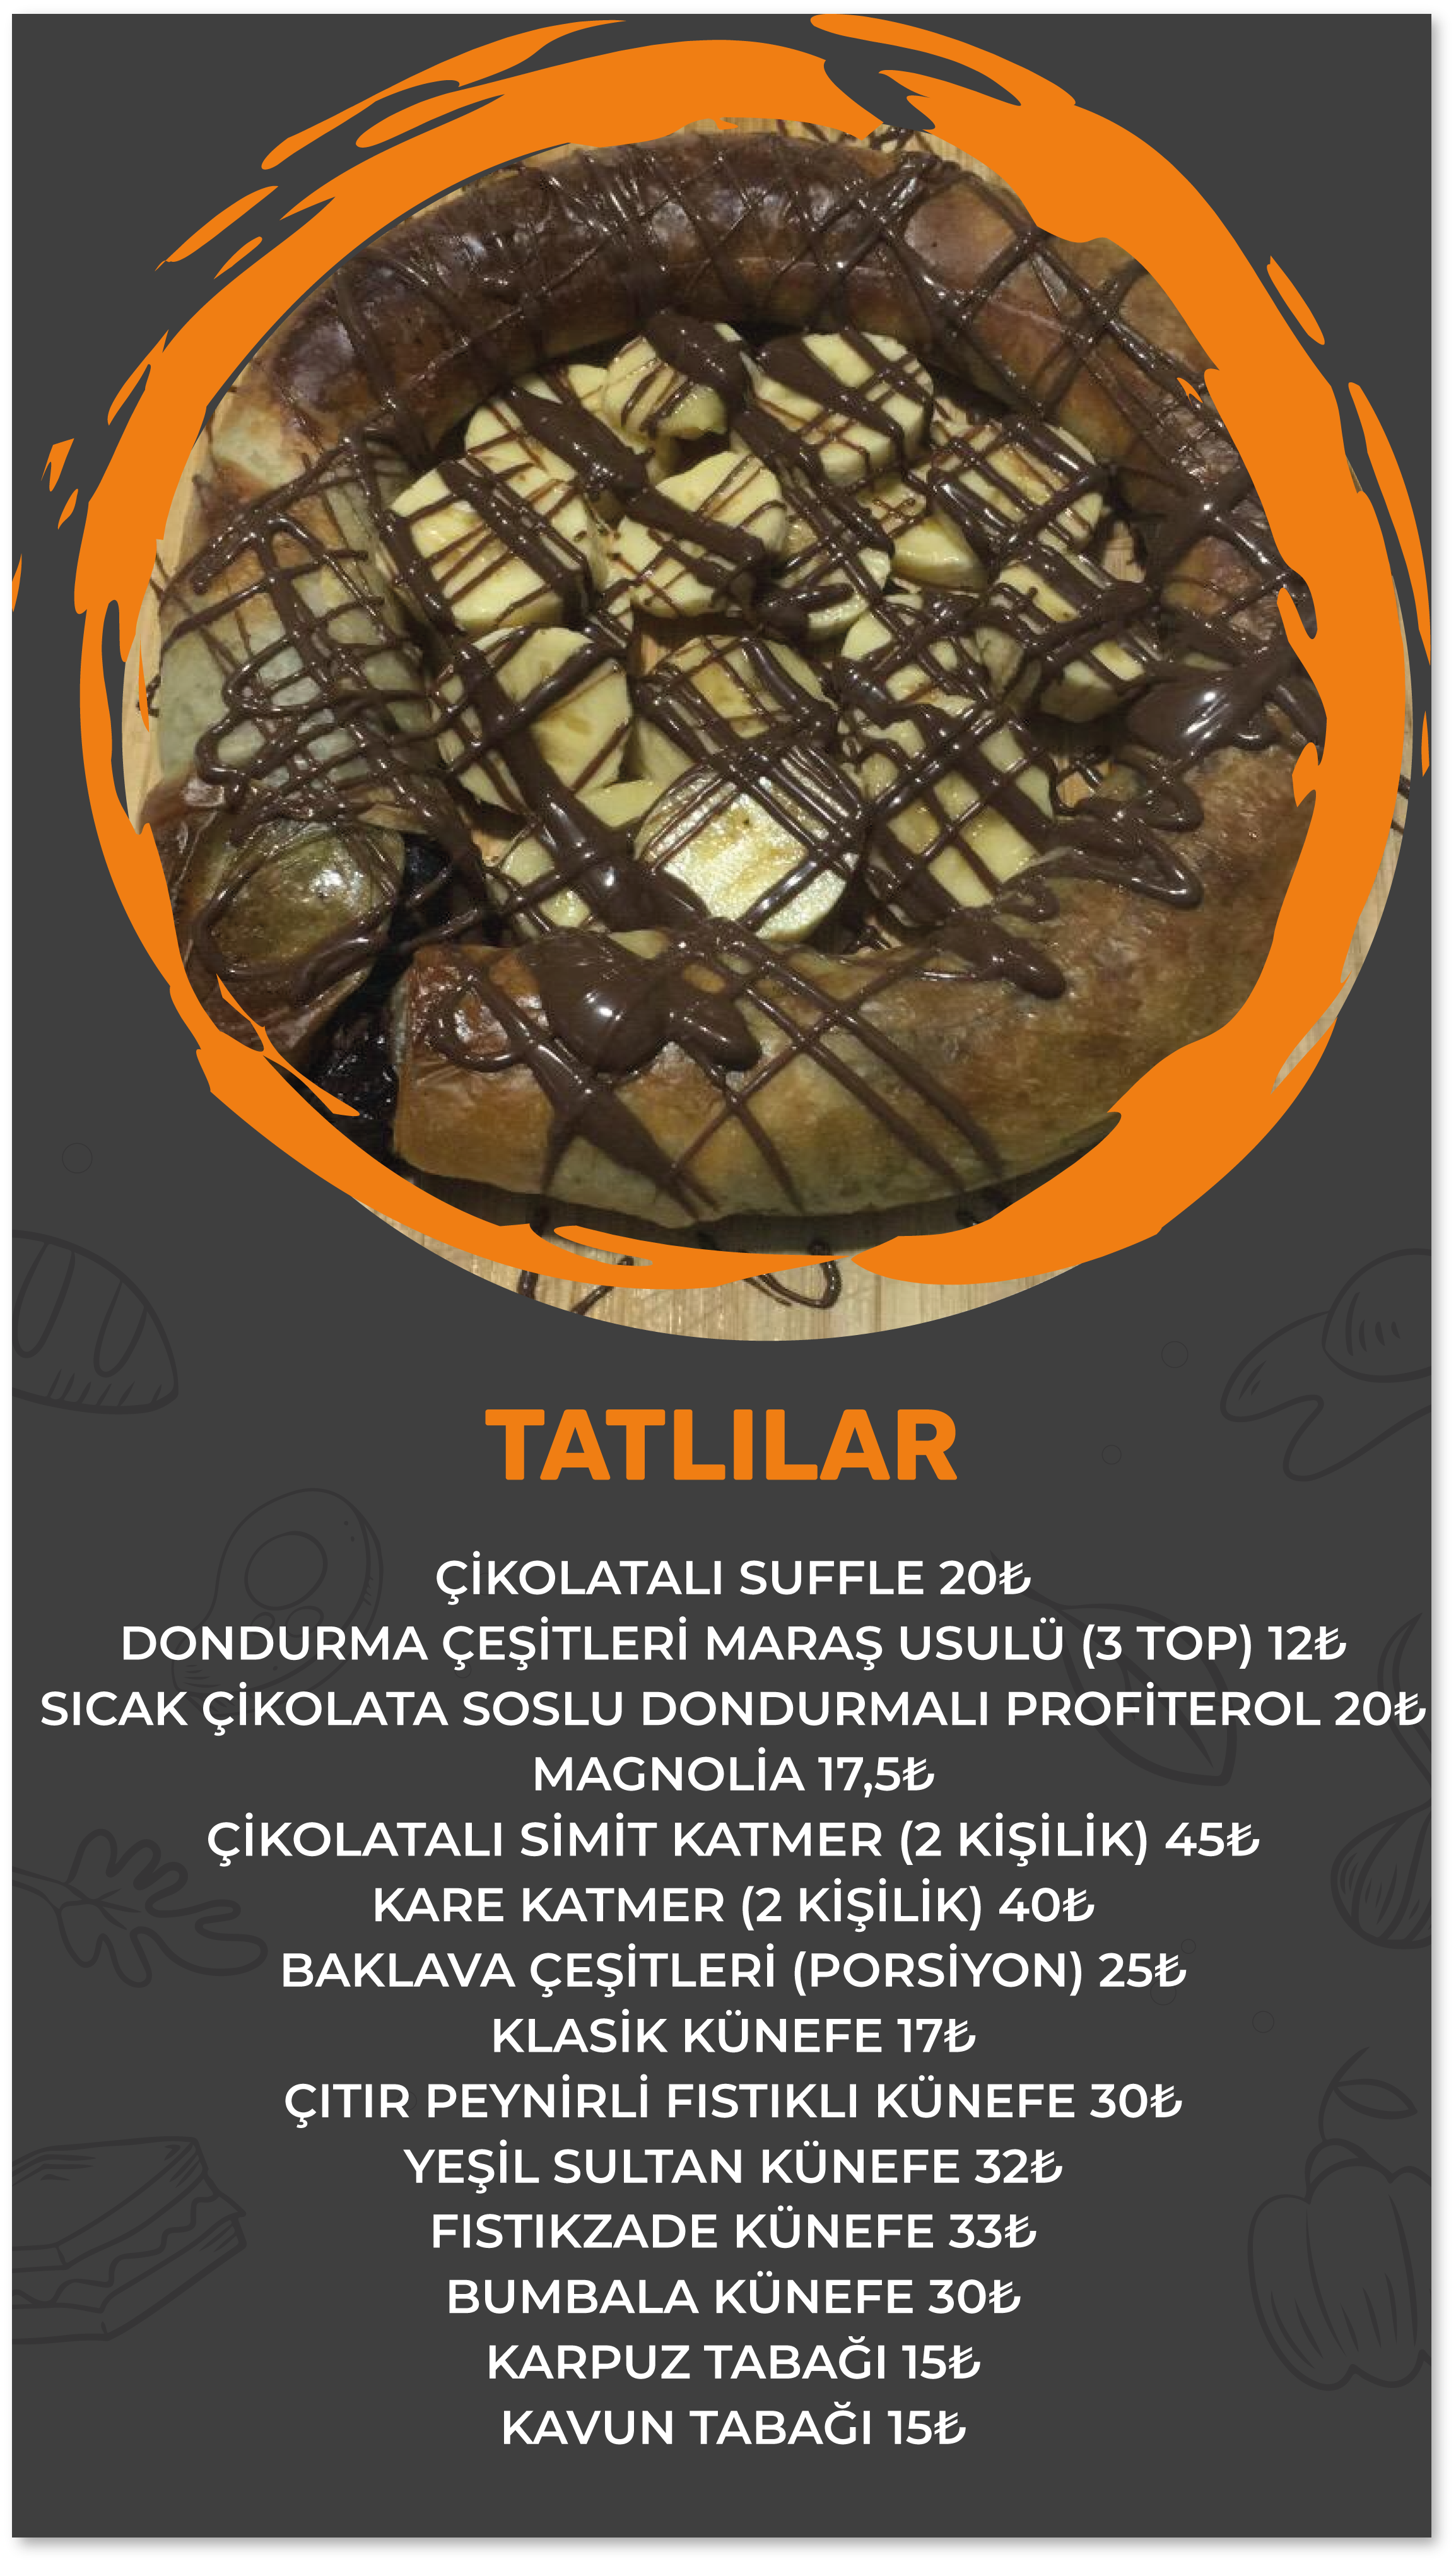 TATLILAR
ÇİKOLATALI SUFFLE 20₺
DONDURMA ÇEŞİTLERİ MARAŞ USULÜ (3 TOP) 12₺
SICAK ÇİKOLATA SOSLU DONDURMALI PROFİTEROL 20₺
MAGNOLİA 17,5₺
ÇİKOLATALI SİMİT KATMER (2 KİŞİLİK) 45₺
KARE KATMER (2 KİŞİLİK) 40₺
BAKLAVA ÇEŞİTLERİ (PORSİYON) 25₺
KLASİK KÜNEFE 17₺
ÇITIR PEYNİRLİ FISTIKLI KÜNEFE 30₺
YEŞİL SULTAN KÜNEFE 32₺
FISTIKZADE KÜNEFE 33₺
BUMBALA KÜNEFE 30₺
KARPUZ TABAĞI 15₺
KAVUN TABAĞI 15₺